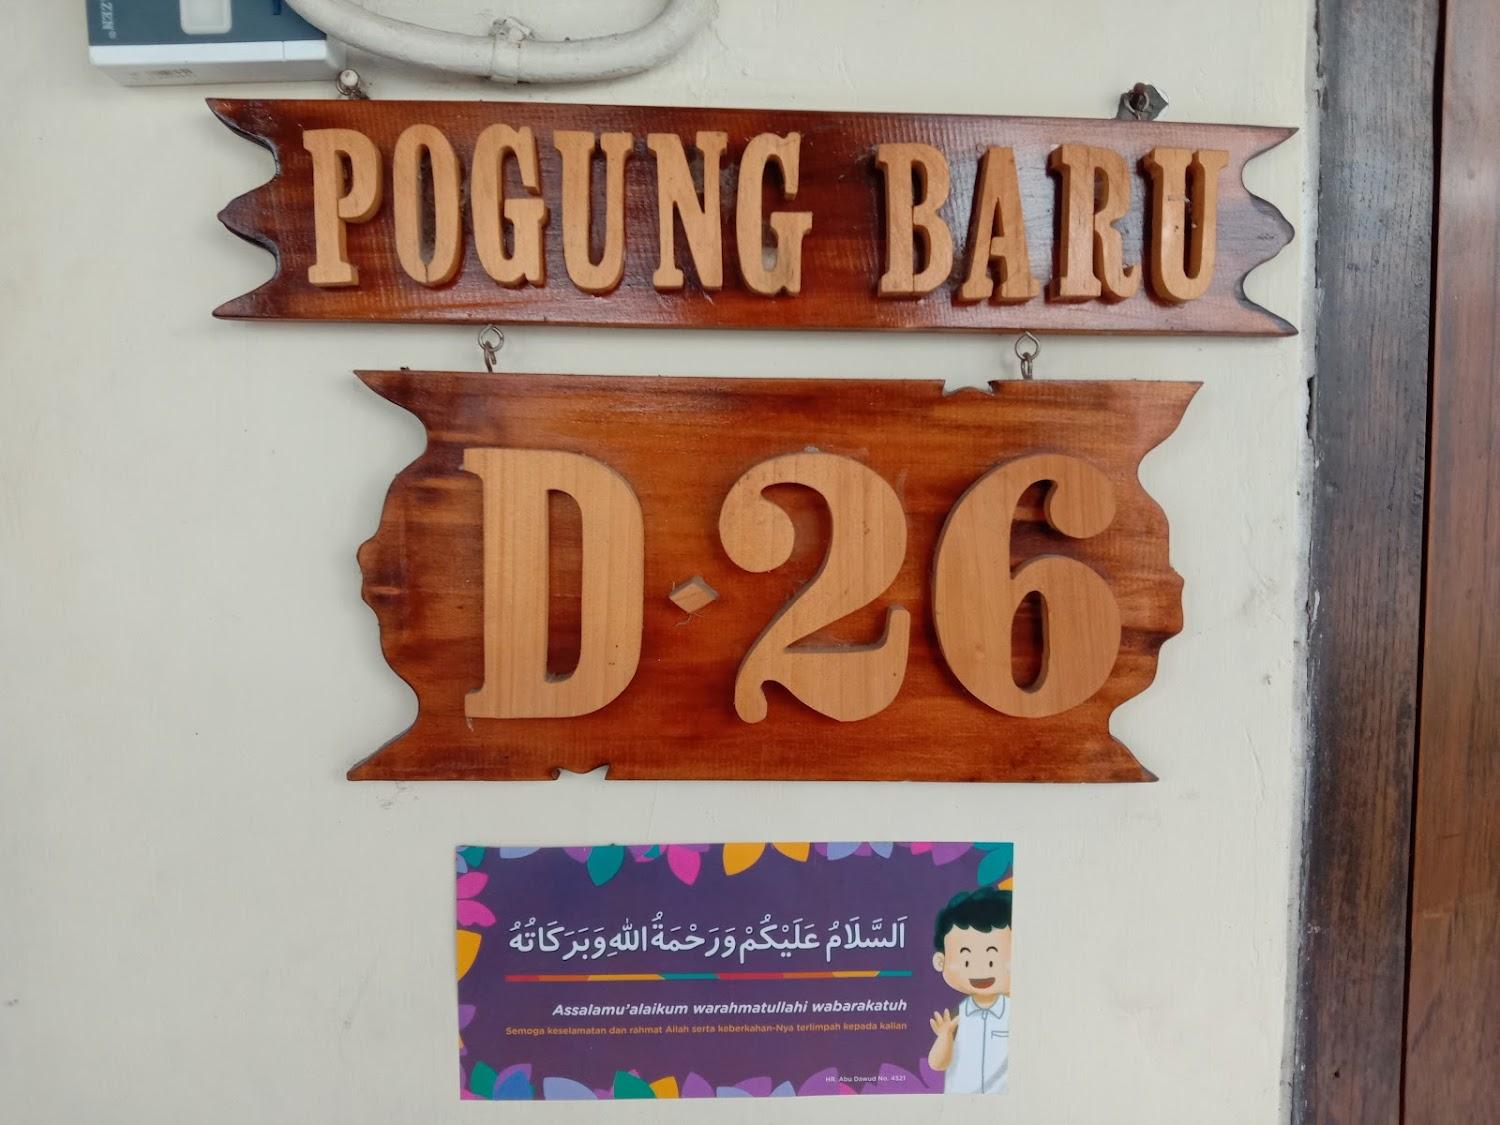 ZEN®
POGUNG BARU
D·26
اَلسَّلَامُ عَلَيْكُمْ وَرَحْمَةُ اللهِ وَبَرَكَاتُهُ
Assalamu'alaikum warahmatullahi wabarakatuh
Semoga keselamatan dan rahmat Allah serta keberkahan-Nya terlimpah kepada kalian
HR. Abu Dawud No. 4521